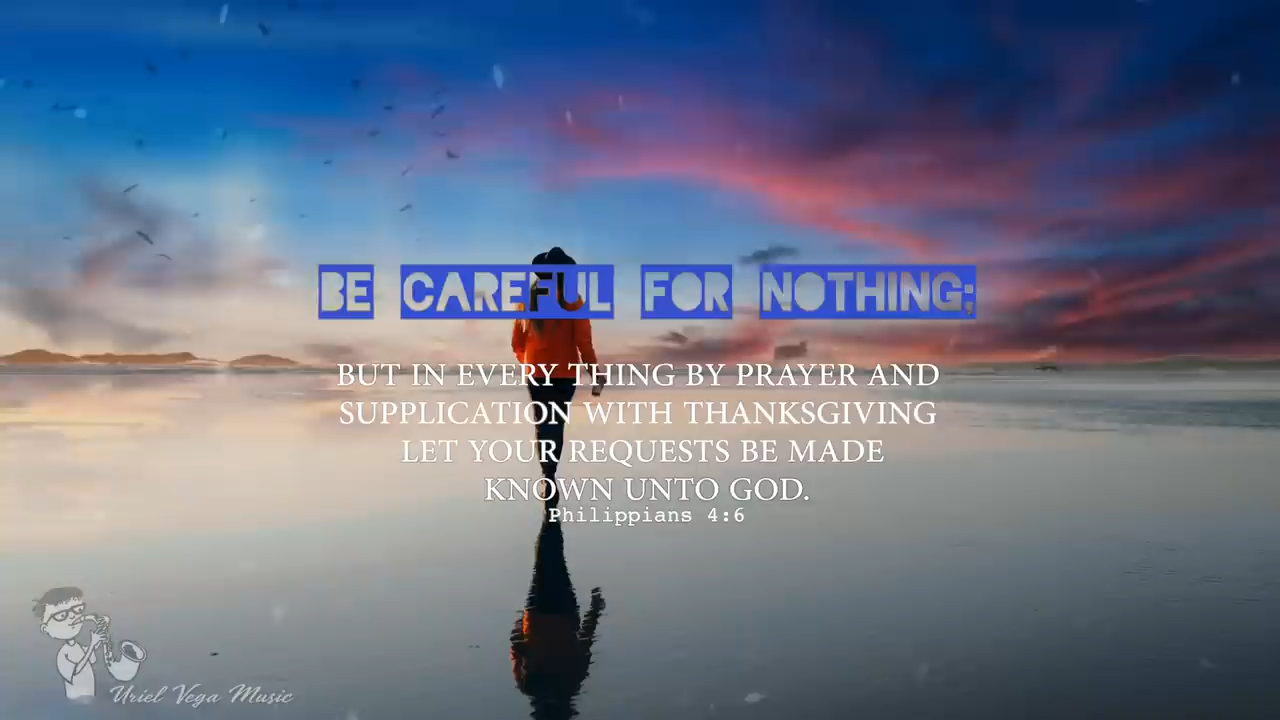 BE CAREFUL FOR NOTHING;
BUT IN EVERY THING BY PRAYER AND
SUPPLICATION WITH THANKSGIVING
LET YOUR REQUESTS BE MADE
KNOWN UNTO GOD.
Philippians 4:6
Uriel Vega Music